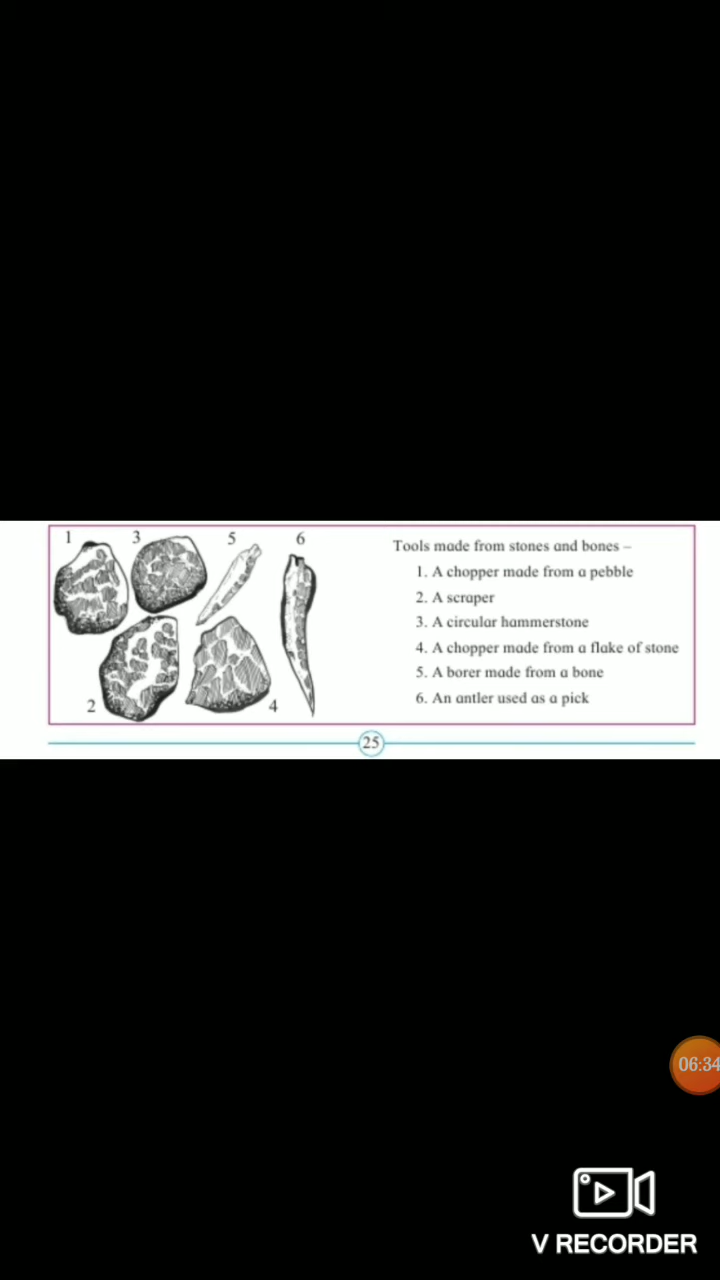 1
3
5
6
2
4
Tools made from stones and bones –
1. A chopper made from a pebble
2. A scraper
3. A circular hammerstone
4. A chopper made from a flake of stone
5. A borer made from a bone
6. An antler used as a pick
25
06:34
V RECORDER